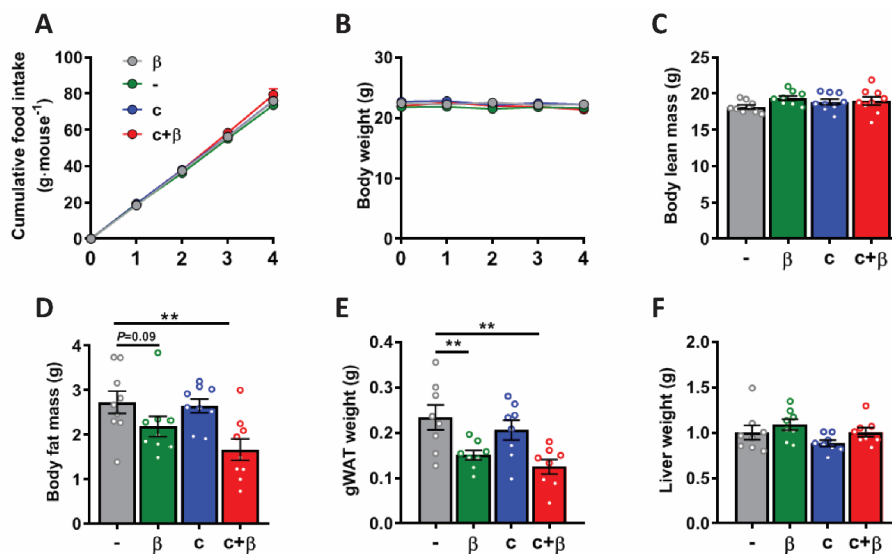 A
Cumulative food intake
(g·mouse⁻¹)
100
80
60
40
20
0
0 1 2 3 4
β
-
c
c+β
B
Body weight (g)
30
20
10
0
0 1 2 3 4
C
Body lean mass (g)
25
20
15
10
5
0
- β c c+β
D
Body fat mass (g)
5
4
3
2
1
0
**
P=0.09
- β c c+β
E
gWAT weight (g)
0.4
0.3
0.2
0.1
0.0
**
**
- β c c+β
F
Liver weight (g)
2.0
1.5
1.0
0.5
0.0
- β c c+β